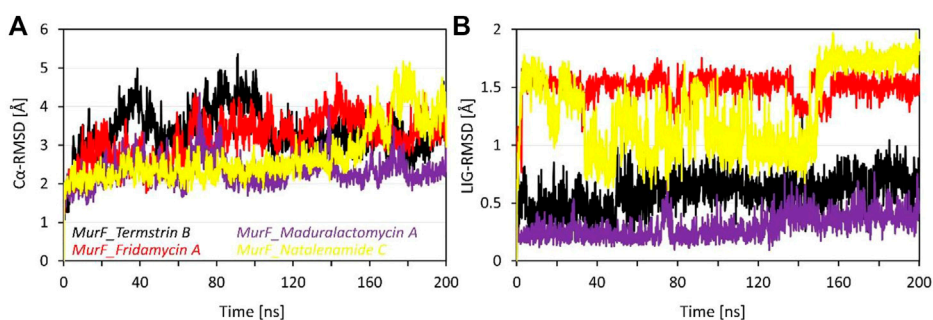 A
6
5
4
3
2
1
0
Cα-RMSD [Å]
MurF_Termstrin B
MurF_Maduralactomycin A
MurF_Fridamycin A
MurF_Natalenamide C
0 40 80 120 160 200
Time [ns]
B
2
1.5
1
0.5
0
LIG-RMSD [Å]
0 40 80 120 160 200
Time [ns]